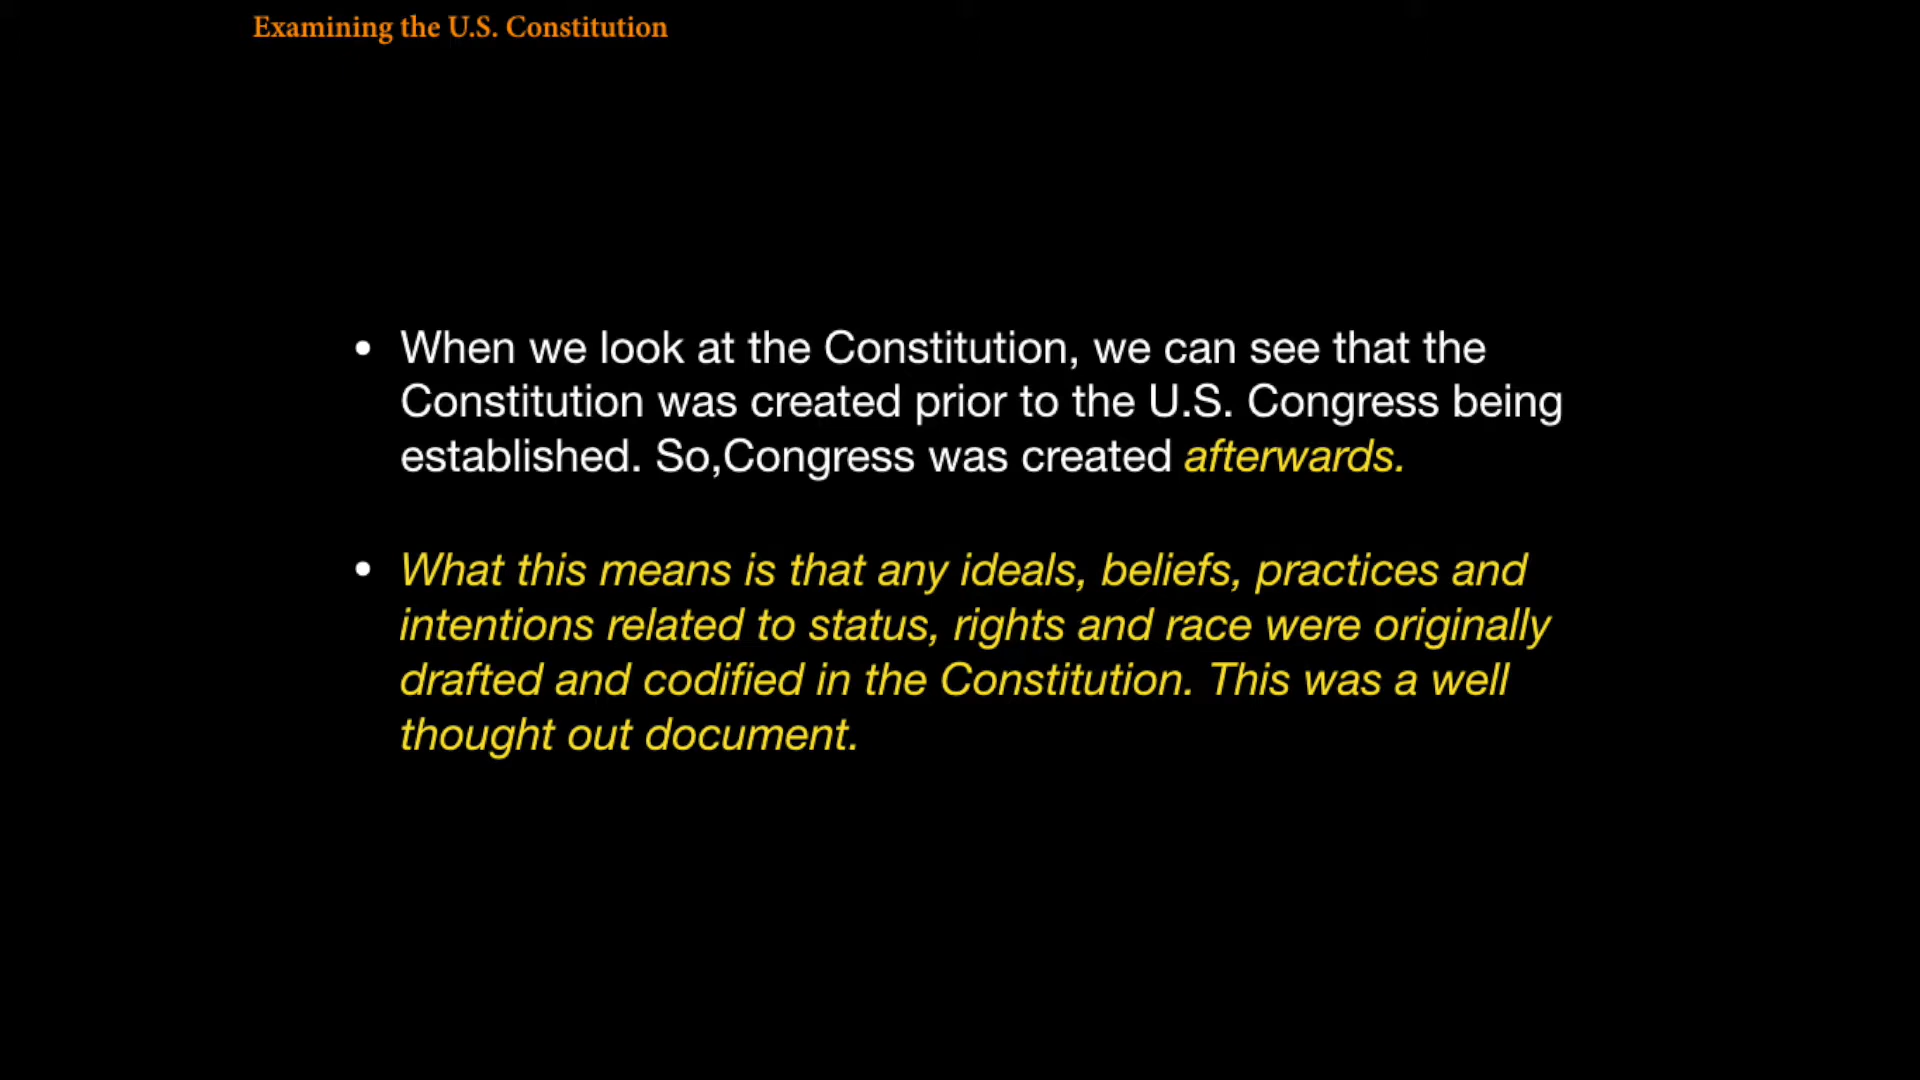 Examining the U.S. Constitution
• When we look at the Constitution, we can see that the
Constitution was created prior to the U.S. Congress being
established. So,Congress was created afterwards.
• What this means is that any ideals, beliefs, practices and
intentions related to status, rights and race were originally
drafted and codified in the Constitution. This was a well
thought out document.